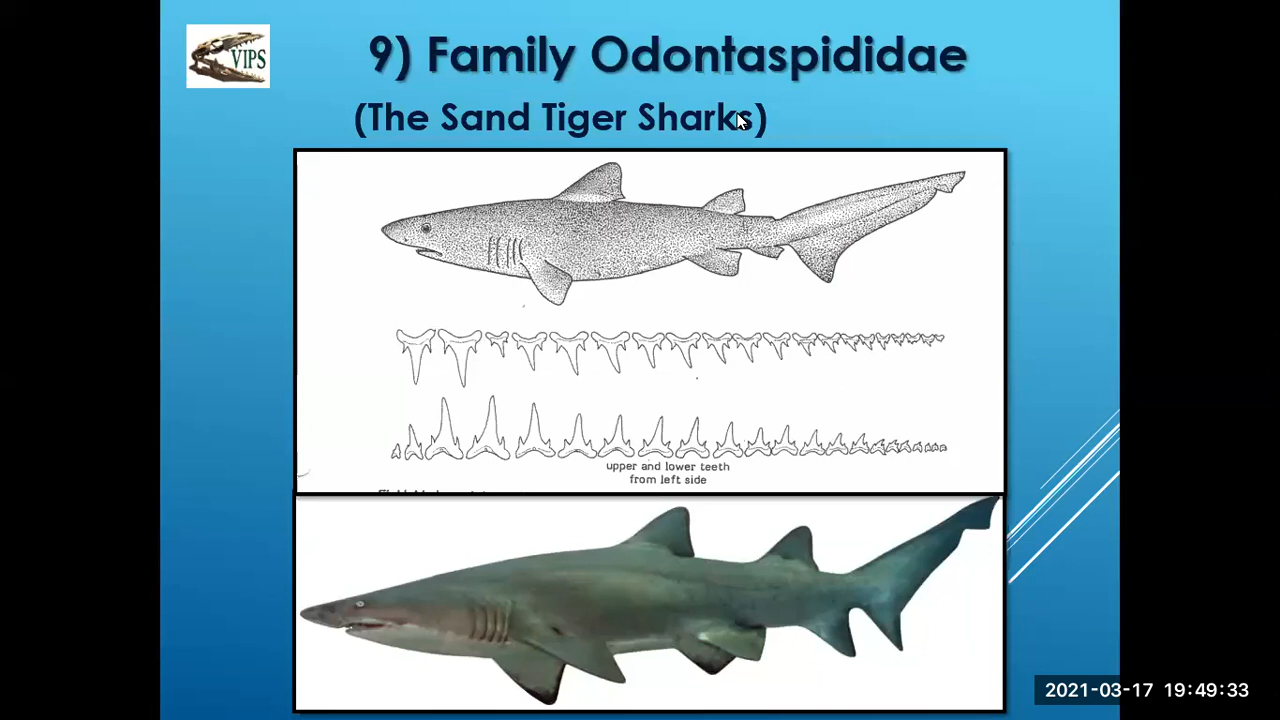 VIPS
9) Family Odontaspididae
(The Sand Tiger Sharks)
upper and lower teeth
from left side
2021-03-17 19:49:33